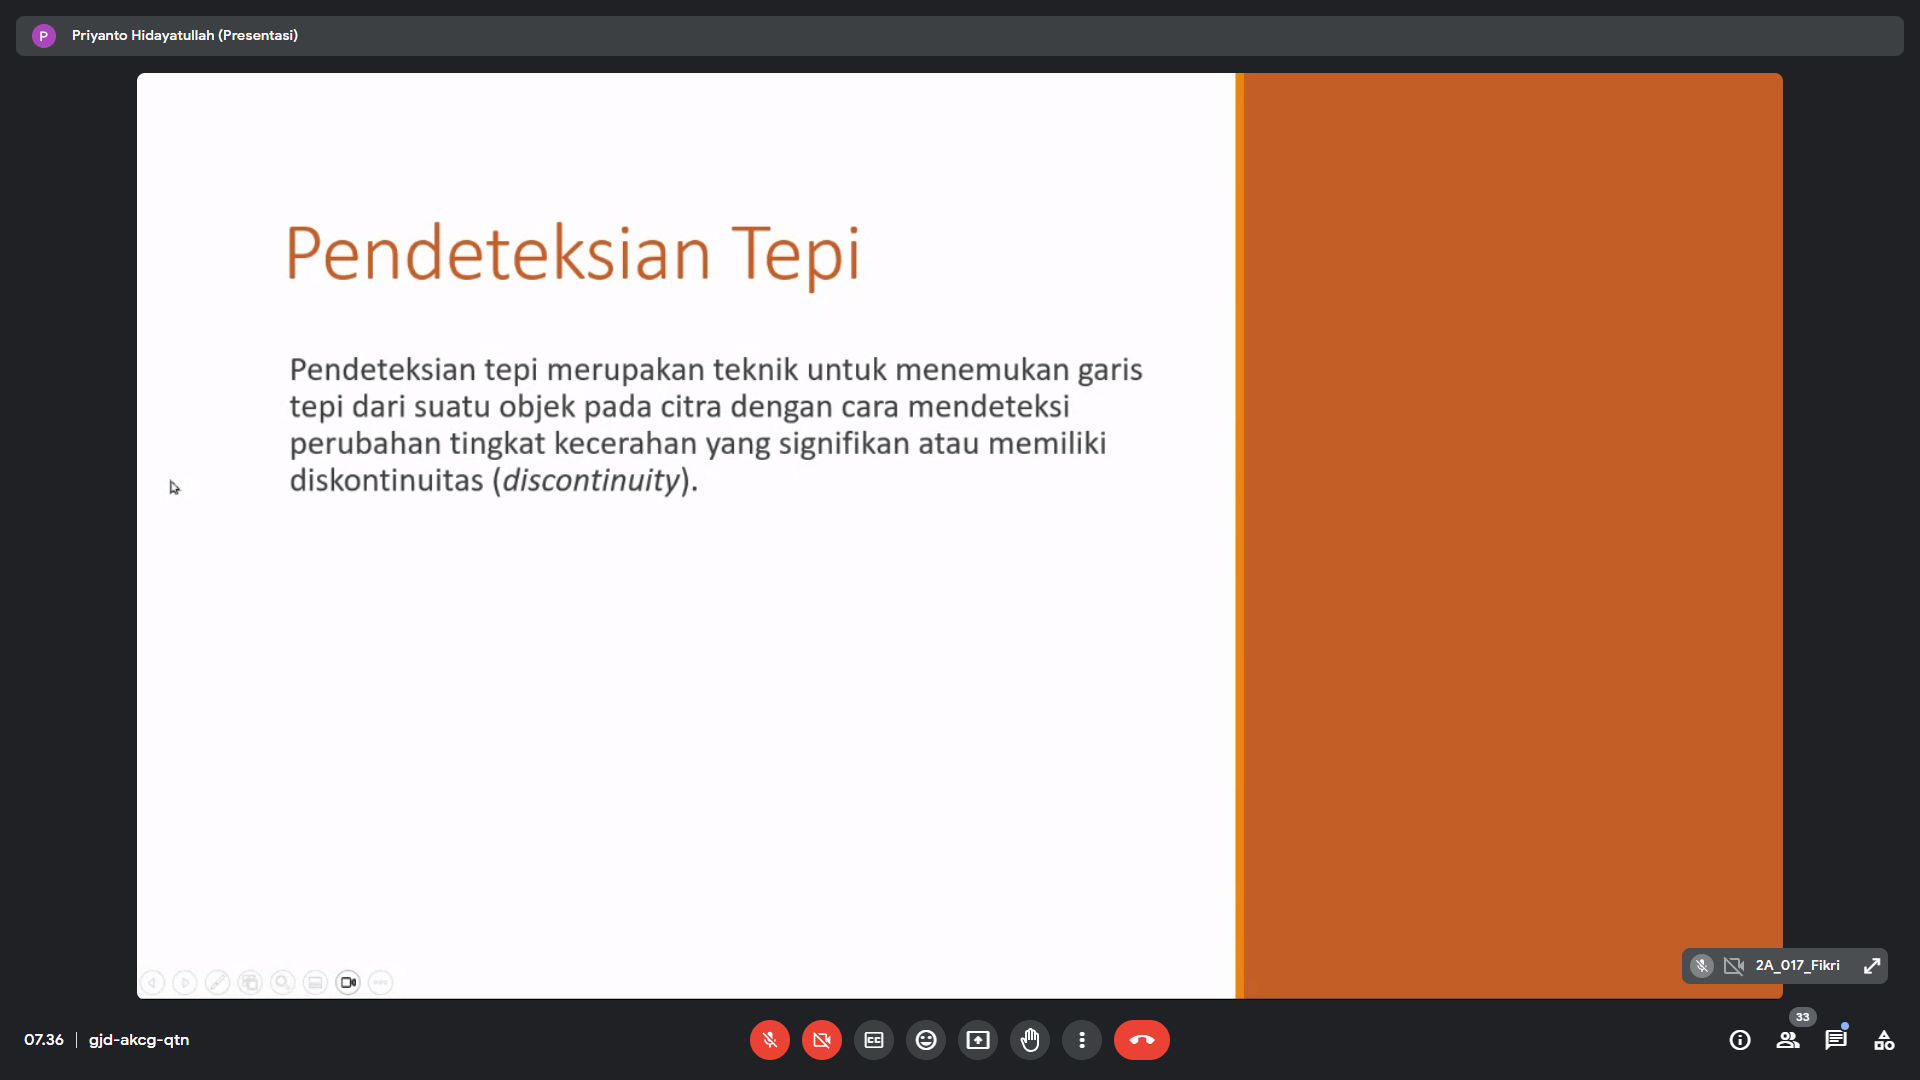 P Priyanto Hidayatullah (Presentasi)
Pendeteksian Tepi
Pendeteksian tepi merupakan teknik untuk menemukan garis
tepi dari suatu objek pada citra dengan cara mendeteksi
perubahan tingkat kecerahan yang signifikan atau memiliki
diskontinuitas (discontinuity).
2A_017_Fikri
33
07.36 | gjd-akcg-qtn
CC